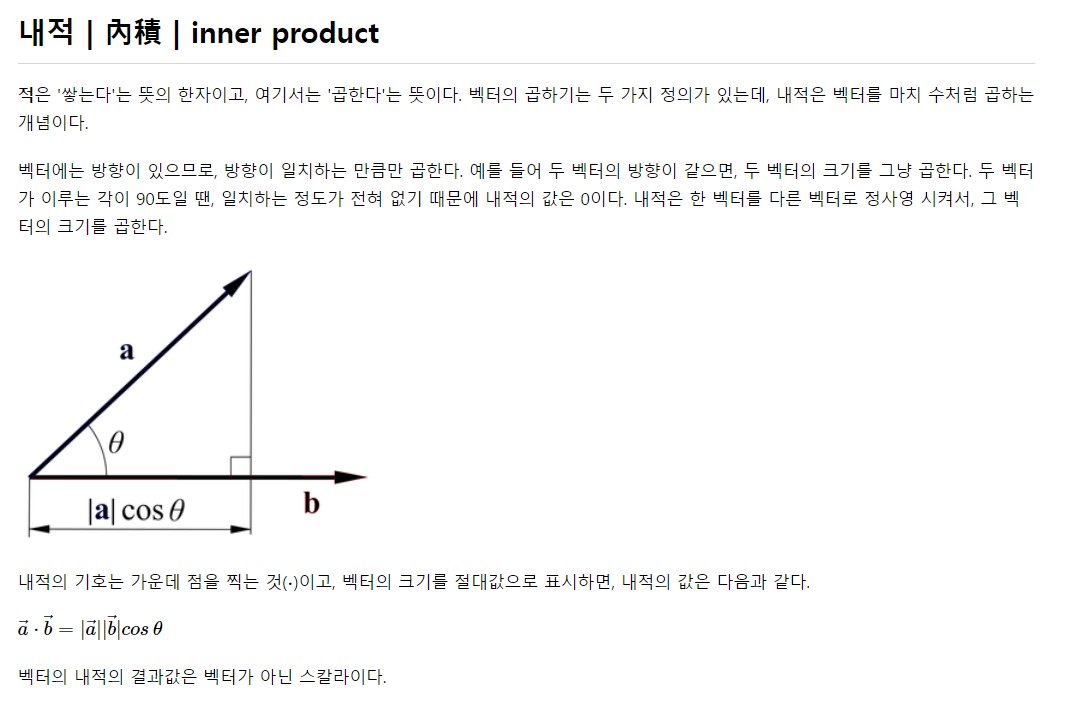 내적 | 內積 | inner product
적은 '쌓는다'는 뜻의 한자이고, 여기서는 '곱한다'는 뜻이다. 벡터의 곱하기는 두 가지 정의가 있는데, 내적은 벡터를 마치 수처럼 곱하는
개념이다.
벡터에는 방향이 있으므로, 방향이 일치하는 만큼만 곱한다. 예를 들어 두 벡터의 방향이 같으면, 두 벡터의 크기를 그냥 곱한다. 두 벡터
가 이루는 각이 90도일 땐, 일치하는 정도가 전혀 없기 때문에 내적의 값은 0이다. 내적은 한 벡터를 다른 벡터로 정사영 시켜서, 그 벡
터의 크기를 곱한다.
a
θ
|a| cos θ
b
내적의 기호는 가운데 점을 찍는 것(·)이고, 벡터의 크기를 절대값으로 표시하면, 내적의 값은 다음과 같다.
a⃗ · b⃗ = |a⃗||b⃗|cos θ
벡터의 내적의 결과값은 벡터가 아닌 스칼라이다.